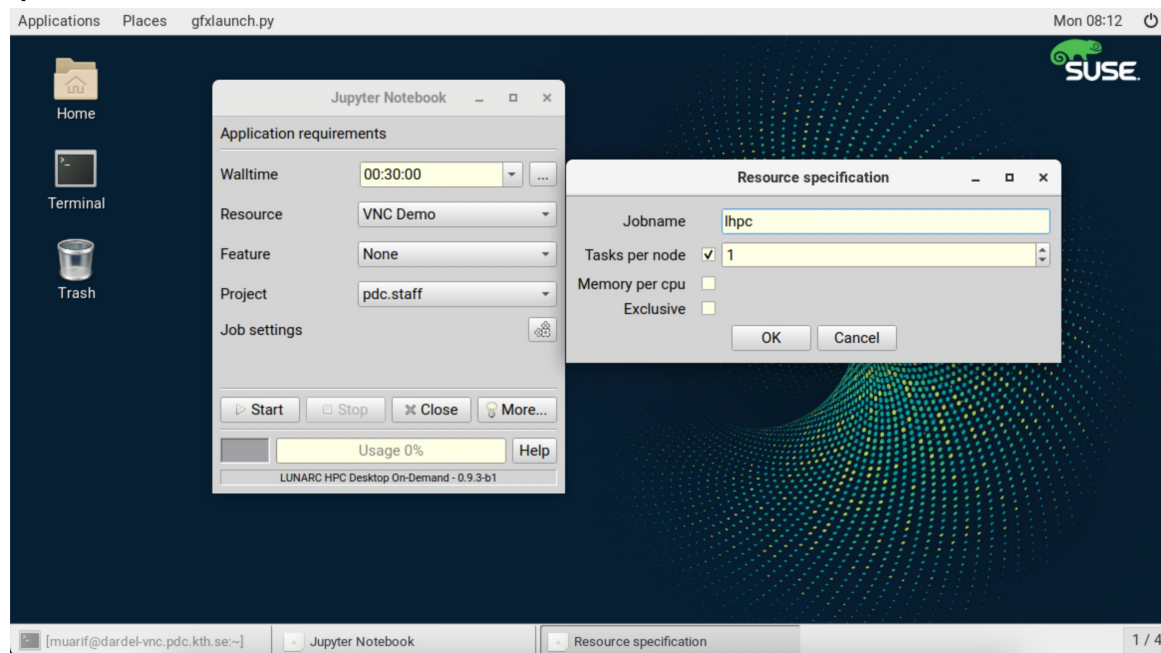 Applications Places gfxlaunch.py Mon 08:12
SUSE.
Home
Terminal
Trash
Jupyter Notebook
Application requirements
Walltime 00:30:00 ...
Resource VNC Demo
Feature None
Project pdc.staff
Job settings
Start Stop Close More...
Usage 0% Help
LUNARC HPC Desktop On-Demand - 0.9.3-b1
Resource specification
Jobname lhpc
Tasks per node 1
Memory per cpu
Exclusive
OK Cancel
[muarif@dardel-vnc.pdc.kth.se:~] Jupyter Notebook Resource specification 1 / 4